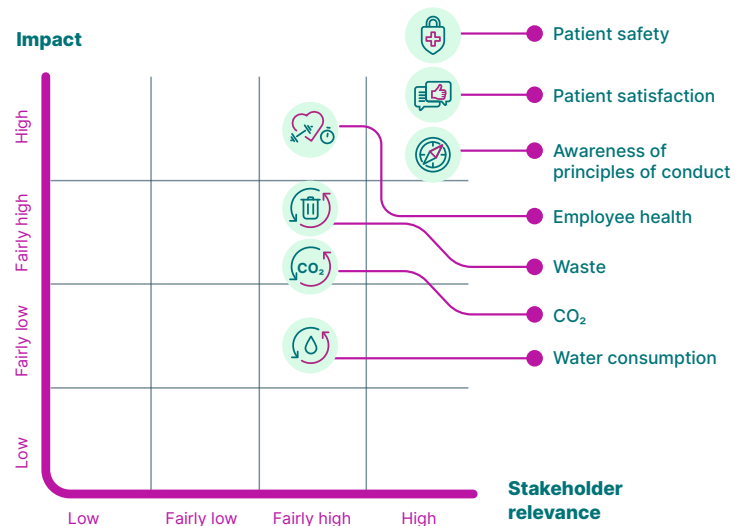 Impact
Patient safety
Patient satisfaction
Awareness of
principles of conduct
Employee health
Waste
CO₂
CO₂
Water consumption
High
Fairly high
Fairly low
Low
Low
Fairly low
Fairly high
High
Stakeholder
relevance